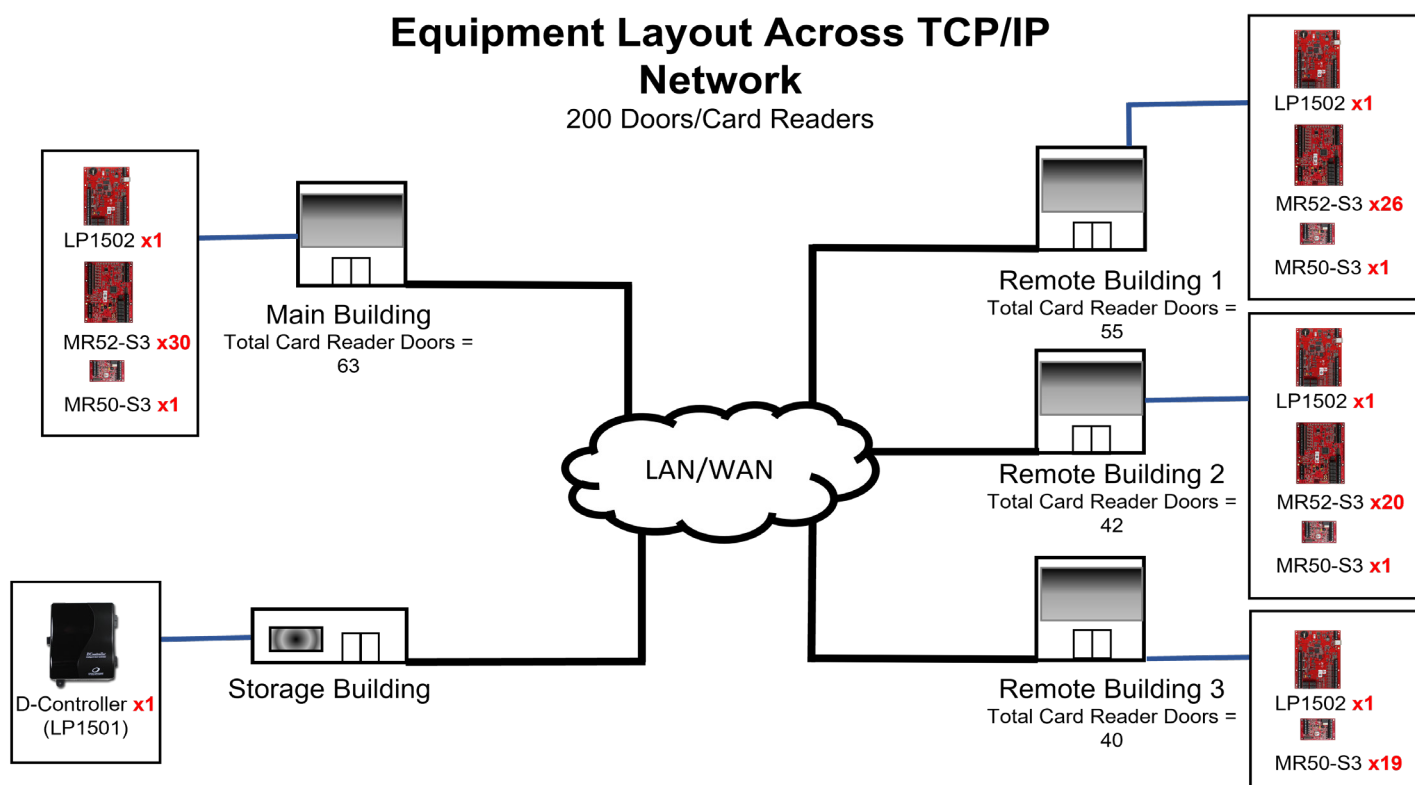 Equipment Layout Across TCP/IP
Network
200 Doors/Card Readers
LP1502 x1
MR52-S3 x30
MR50-S3 x1
Main Building
Total Card Reader Doors =
63
D-Controller x1
(LP1501)
Storage Building
LAN/WAN
Remote Building 1
Total Card Reader Doors =
55
LP1502 x1
MR52-S3 x26
MR50-S3 x1
Remote Building 2
Total Card Reader Doors =
42
LP1502 x1
MR52-S3 x20
MR50-S3 x1
Remote Building 3
Total Card Reader Doors =
40
LP1502 x1
MR50-S3 x19